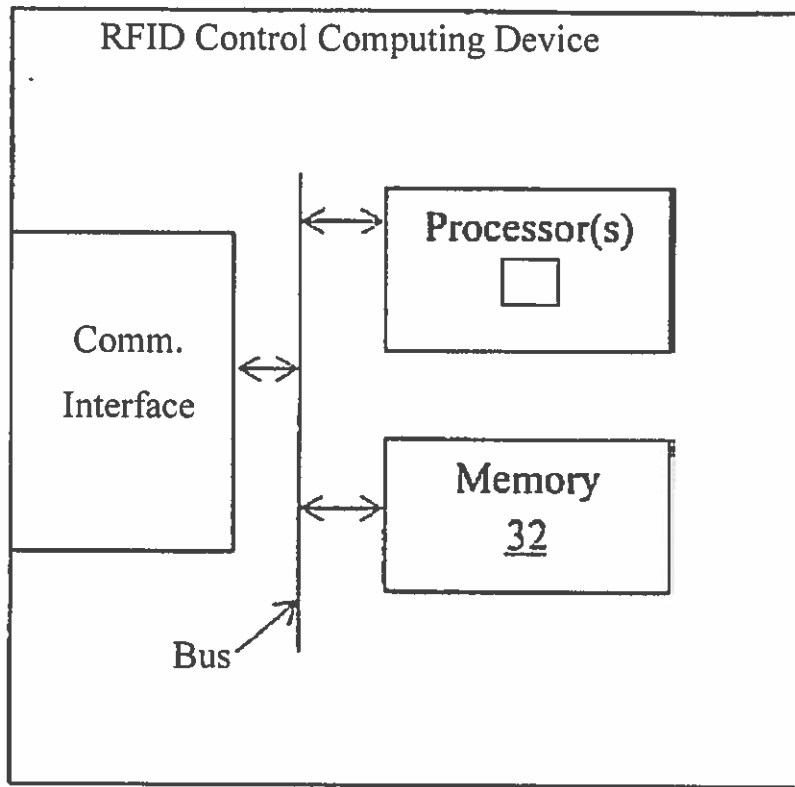 RFID Control Computing Device
Processor(s)
Comm.
Interface
Memory
32
Bus